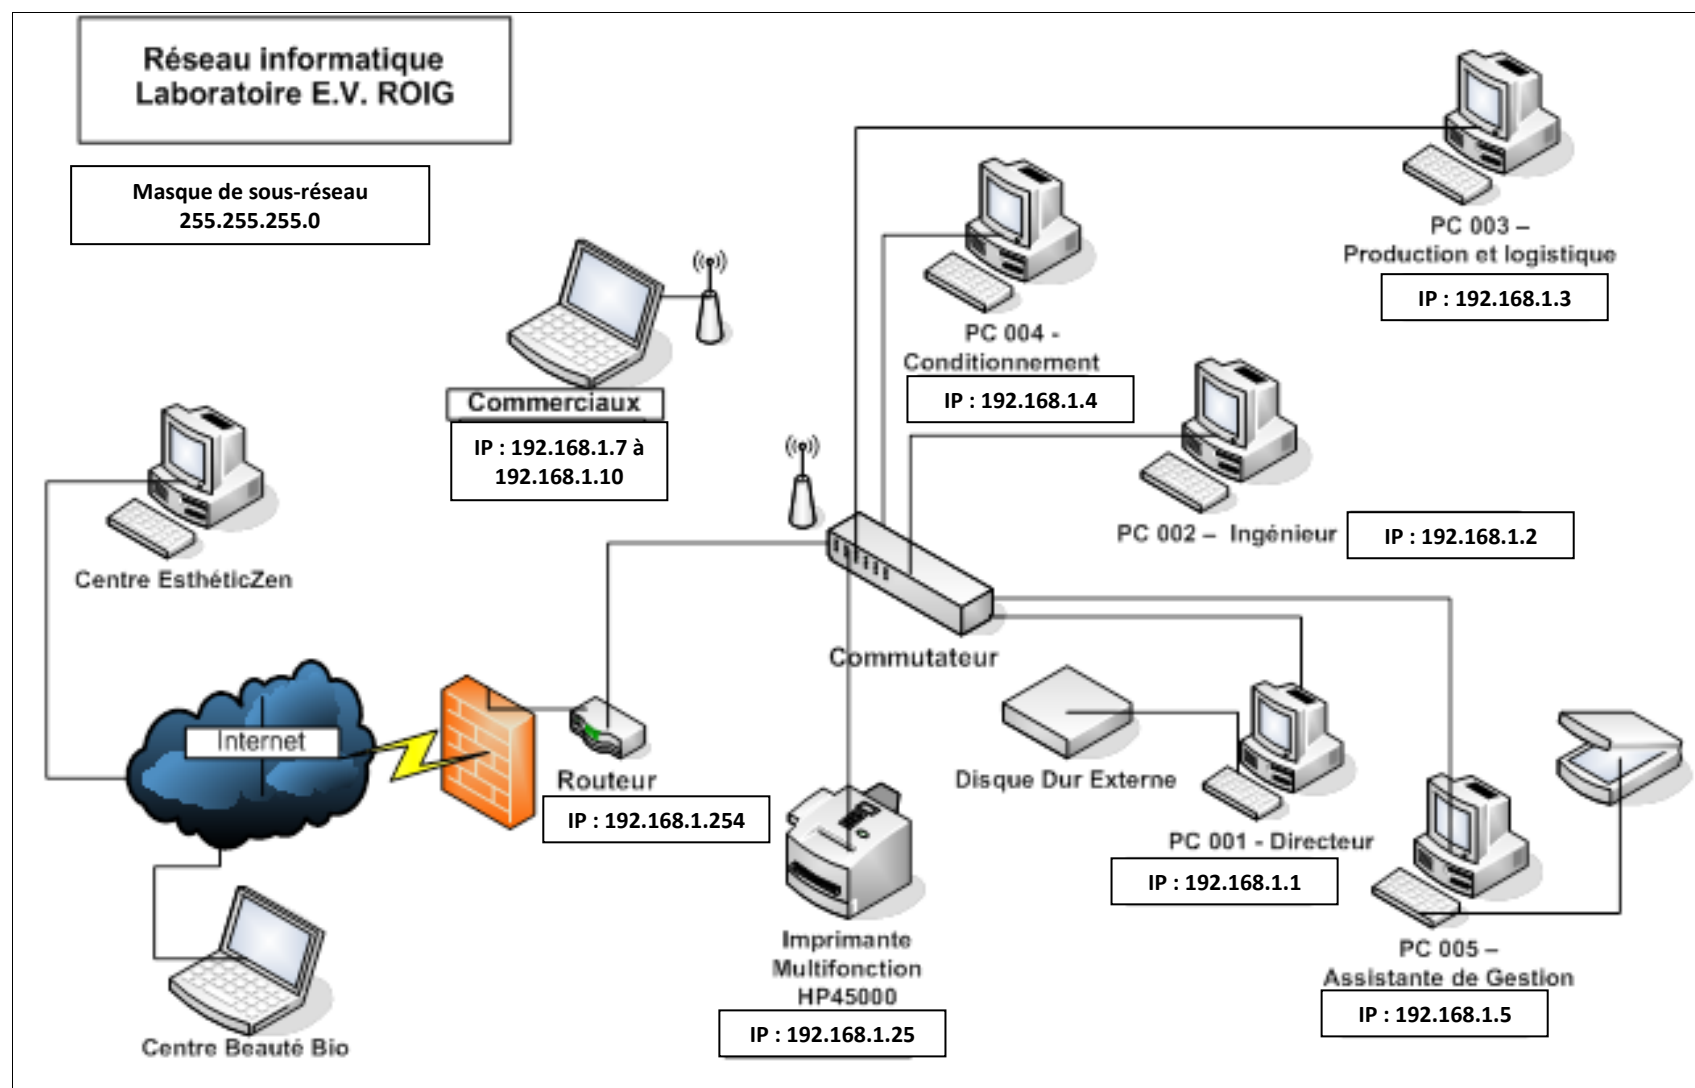 Réseau informatique
Laboratoire E.V. ROIG
Masque de sous-réseau
255.255.255.0
PC 003 –
Production et logistique
IP : 192.168.1.3
PC 004 -
Conditionnement
IP : 192.168.1.4
Commerciaux
IP : 192.168.1.7 à
192.168.1.10
PC 002 – Ingénieur
IP : 192.168.1.2
Centre EsthéticZen
Commutateur
Internet
Routeur
IP : 192.168.1.254
Disque Dur Externe
PC 001 - Directeur
IP : 192.168.1.1
Imprimante
Multifonction
HP45000
IP : 192.168.1.25
PC 005 –
Assistante de Gestion
IP : 192.168.1.5
Centre Beauté Bio